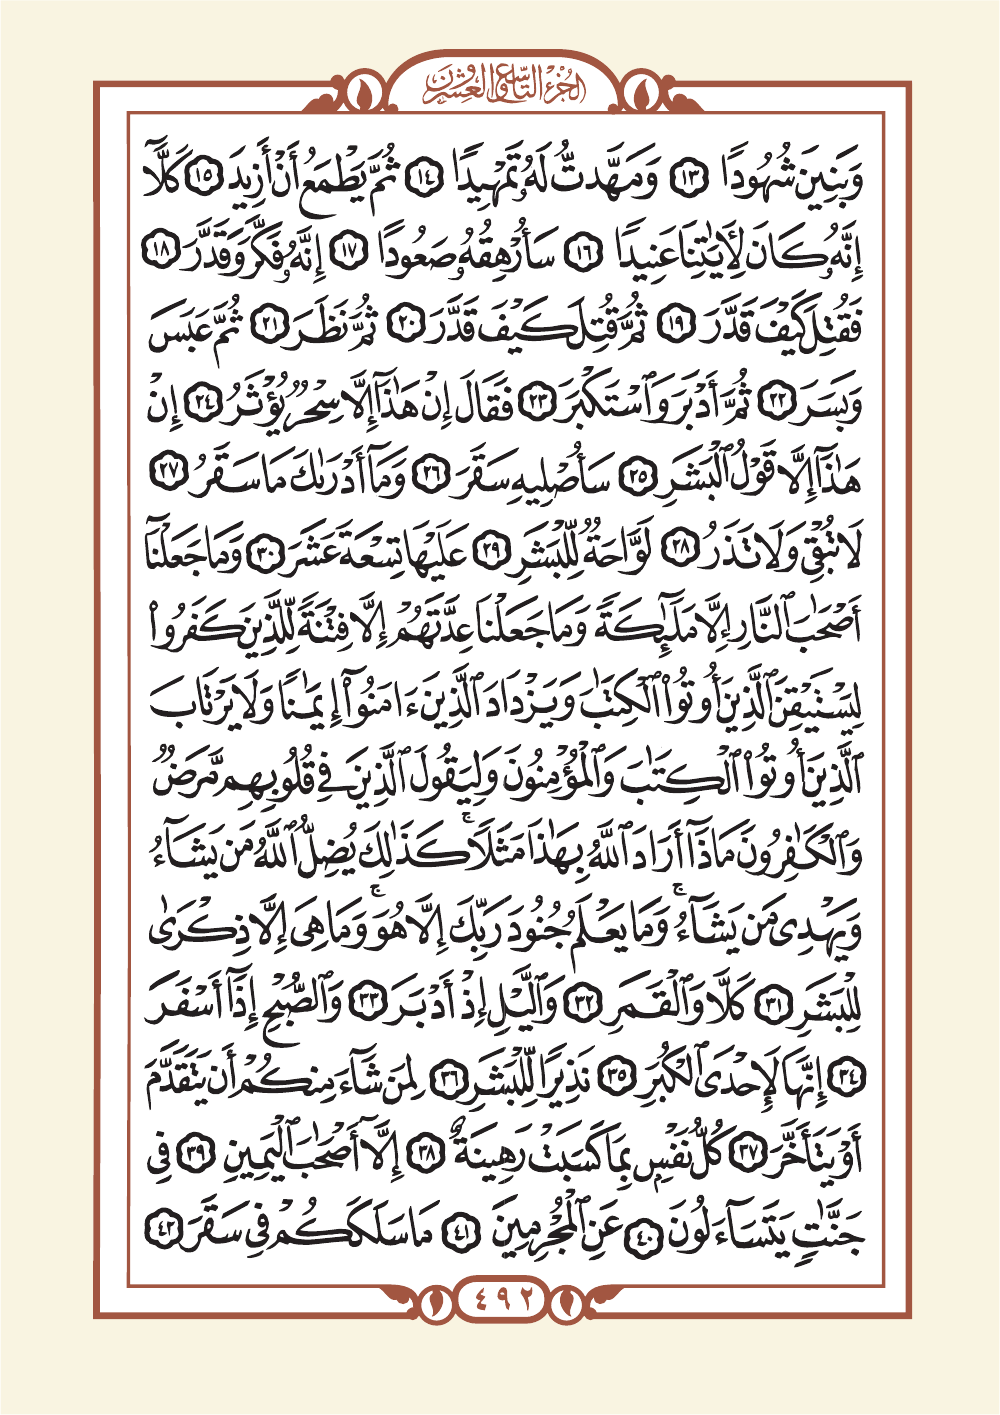 الجزء التاسع والعشرون
وَبَنِينَ شُهُودًا ١٣ وَمَهَّدتُّ لَهُۥ تَمْهِيدًا ١٤ ثُمَّ يَطْمَعُ أَنْ أَزِيدَ ١٥ كَلَّآ
إِنَّهُۥ كَانَ لِأَيَٰتِنَا عَنِيدًا ١٦ سَأُرْهِقُهُۥ صَعُودًا ١٧ إِنَّهُۥ فَكَّرَ وَقَدَّرَ ١٨
فَقُتِلَ كَيْفَ قَدَّرَ ١٩ ثُمَّ قُتِلَ كَيْفَ قَدَّرَ ٢٠ ثُمَّ نَظَرَ ٢١ ثُمَّ عَبَسَ
وَبَسَرَ ٢٢ ثُمَّ أَدْبَرَ وَٱسْتَكْبَرَ ٢٣ فَقَالَ إِنْ هَٰذَآ إِلَّا سِحْرٌ يُؤْثَرُ ٢٤ إِنْ
هَٰذَآ إِلَّا قَوْلُ ٱلْبَشَرِ ٢٥ سَأُصْلِيهِ سَقَرَ ٢٦ وَمَآ أَدْرَىٰكَ مَا سَقَرُ ٢٧
لَا تُبْقِى وَلَا تَذَرُ ٢٨ لَوَّاحَةٌ لِّلْبَشَرِ ٢٩ عَلَيْهَا تِسْعَةَ عَشَرَ ٣٠ وَمَا جَعَلْنَآ
أَصْحَٰبَ ٱلنَّارِ إِلَّا مَلَٰٓئِكَةً وَمَا جَعَلْنَا عِدَّتَهُمْ إِلَّا فِتْنَةً لِّلَّذِينَ كَفَرُوا۟
لِيَسْتَيْقِنَ ٱلَّذِينَ أُوتُوا۟ ٱلْكِتَٰبَ وَيَزْدَادَ ٱلَّذِينَ ءَامَنُوٓا۟ إِيمَٰنًا وَلَا يَرْتَابَ
ٱلَّذِينَ أُوتُوا۟ ٱلْكِتَٰبَ وَٱلْمُؤْمِنُونَ وَلِيَقُولَ ٱلَّذِينَ فِى قُلُوبِهِم مَّرَضٌ
وَٱلْكَٰفِرُونَ مَاذَآ أَرَادَ ٱللَّهُ بِهَٰذَا مَثَلًا ۚ كَذَٰلِكَ يُضِلُّ ٱللَّهُ مَن يَشَآءُ
وَيَهْدِى مَن يَشَآءُ ۚ وَمَا يَعْلَمُ جُنُودَ رَبِّكَ إِلَّا هُوَ ۚ وَمَا هِىَ إِلَّا ذِكْرَىٰ
لِلْبَشَرِ ٣١ كَلَّا وَٱلْقَمَرِ ٣٢ وَٱلَّيْلِ إِذْ أَدْبَرَ ٣٣ وَٱلصُّبْحِ إِذَآ أَسْفَرَ
٣٤ إِنَّهَا لَإِحْدَى ٱلْكُبَرِ ٣٥ نَذِيرًا لِّلْبَشَرِ ٣٦ لِمَن شَآءَ مِنكُمْ أَن يَتَقَدَّمَ
أَوْ يَتَأَخَّرَ ٣٧ كُلُّ نَفْسٍۭ بِمَا كَسَبَتْ رَهِينَةٌ ٣٨ إِلَّآ أَصْحَٰبَ ٱلْيَمِينِ ٣٩ فِى
جَنَّٰتٍ يَتَسَآءَلُونَ ٤٠ عَنِ ٱلْمُجْرِمِينَ ٤١ مَا سَلَكَكُمْ فِى سَقَرَ ٤٢
٤٩٢